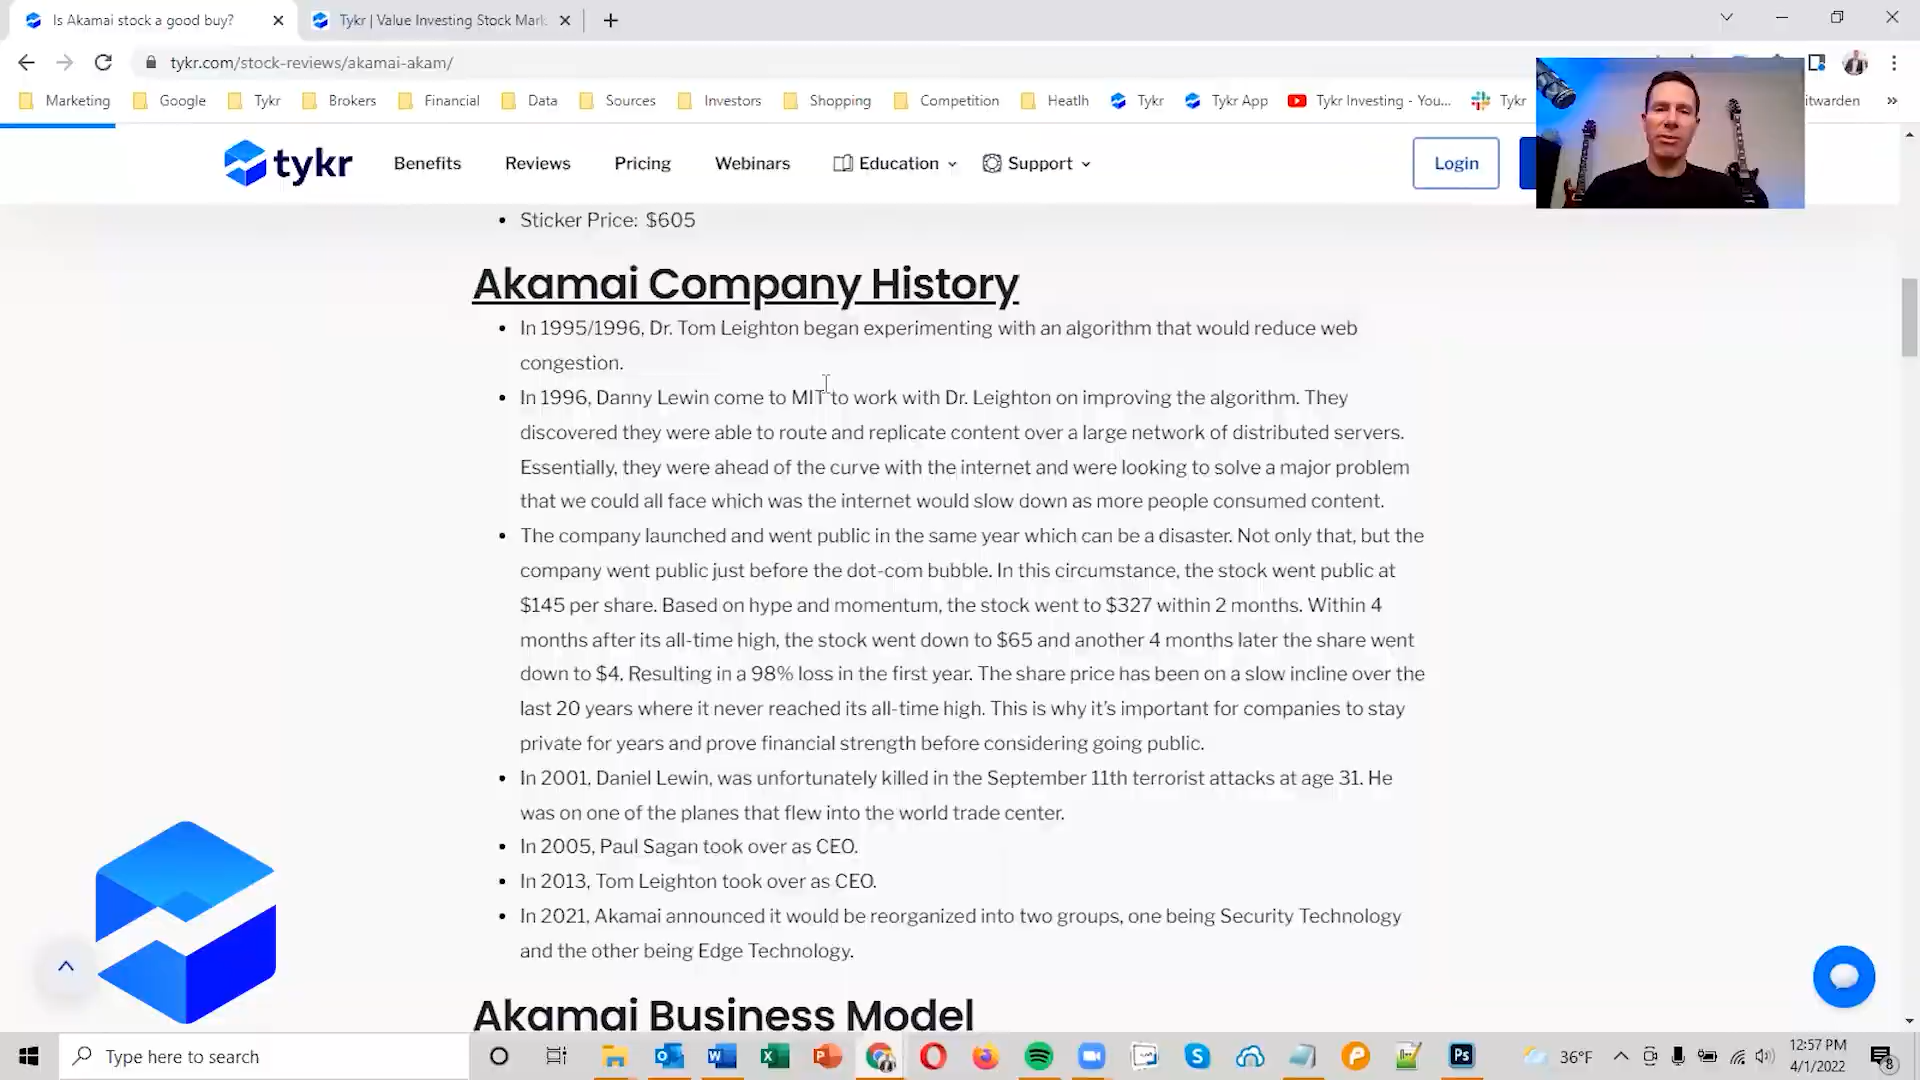 Is Akamai stock a good buy?
Tykr | Value Investing Stock Mark
tykr.com/stock-reviews/akamai-akam/
Marketing
Google
Tykr
Brokers
Financial
Data
Sources
Investors
Shopping
Competition
Heatlh
Tykr
Tykr App
Tykr Investing - You...
Tykr
itwarden
»
tykr
Benefits
Reviews
Pricing
Webinars
Education
Support
Login
• Sticker Price: $605
Akamai Company History
• In 1995/1996, Dr. Tom Leighton began experimenting with an algorithm that would reduce web
congestion.
• In 1996, Danny Lewin come to MIT to work with Dr. Leighton on improving the algorithm. They
discovered they were able to route and replicate content over a large network of distributed servers.
Essentially, they were ahead of the curve with the internet and were looking to solve a major problem
that we could all face which was the internet would slow down as more people consumed content.
• The company launched and went public in the same year which can be a disaster. Not only that, but the
company went public just before the dot-com bubble. In this circumstance, the stock went public at
$145 per share. Based on hype and momentum, the stock went to $327 within 2 months. Within 4
months after its all-time high, the stock went down to $65 and another 4 months later the share went
down to $4. Resulting in a 98% loss in the first year. The share price has been on a slow incline over the
last 20 years where it never reached its all-time high. This is why it's important for companies to stay
private for years and prove financial strength before considering going public.
• In 2001, Daniel Lewin, was unfortunately killed in the September 11th terrorist attacks at age 31. He
was on one of the planes that flew into the world trade center.
• In 2005, Paul Sagan took over as CEO.
• In 2013, Tom Leighton took over as CEO.
• In 2021, Akamai announced it would be reorganized into two groups, one being Security Technology
and the other being Edge Technology.
Akamai Business Model
Type here to search
36°F
12:57 PM
4/1/2022
8